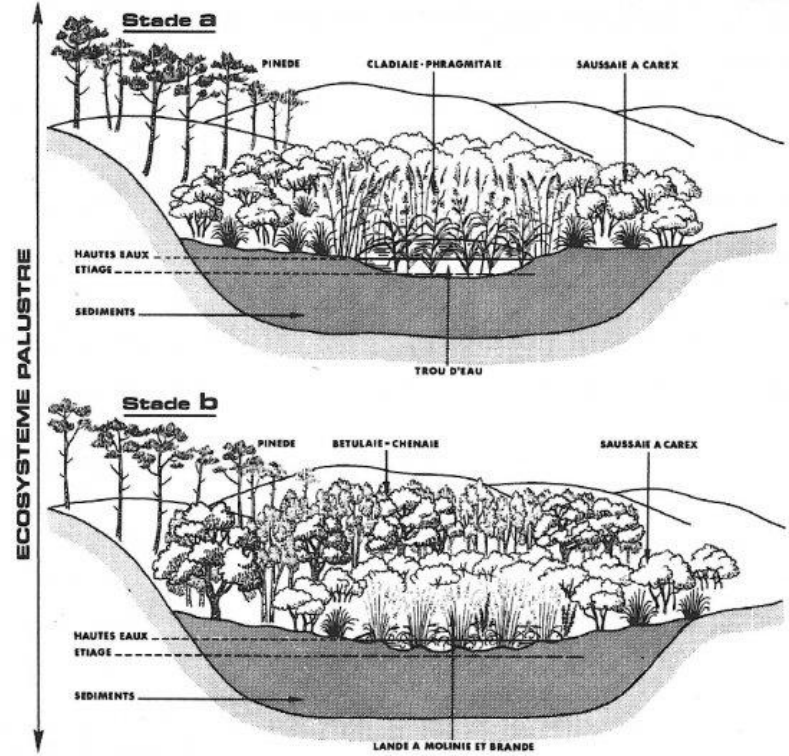 ECOSYSTEME PALUSTRE
Stade a
PINEDE
CLADIAIE-PHRAGMITAIE
SAUSSAIE A CAREX
HAUTES EAUX
ETIAGE
SEDIMENTS
TROU D'EAU
Stade b
PINEDE
BETULAIE-CHENAIE
SAUSSAIE A CAREX
HAUTES EAUX
ETIAGE
SEDIMENTS
LANDE A MOLINIE ET BRANDE